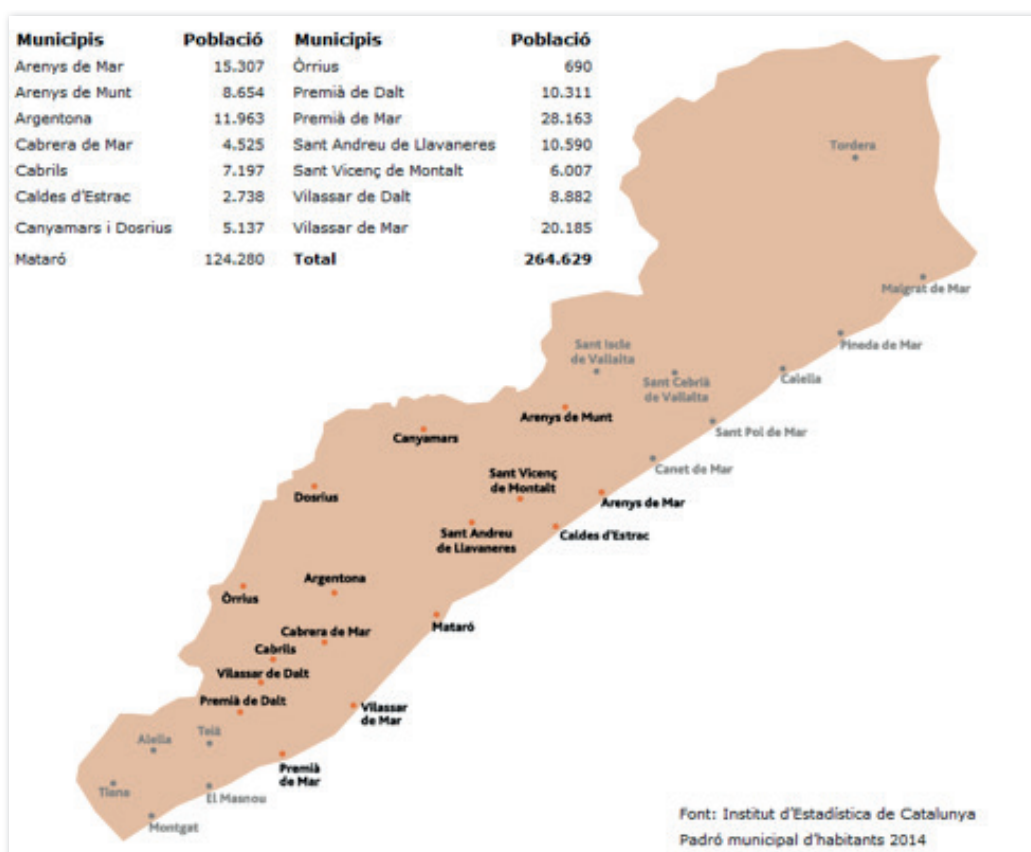 Municipis Població Municipis Població
Arenys de Mar 15.307 Òrrius 690
Arenys de Munt 8.654 Premià de Dalt 10.311
Argentona 11.963 Premià de Mar 28.163
Cabrera de Mar 4.525 Sant Andreu de Llavaneres 10.590
Cabrils 7.197 Sant Vicenç de Montalt 6.007
Caldes d'Estrac 2.738 Vilassar de Dalt 8.882
Canyamars i Dosrius 5.137 Vilassar de Mar 20.185
Mataró 124.280 Total 264.629
Tordera
Malgrat de Mar
Pineda de Mar
Sant Iscle
de Vallalta
Calella
Sant Cebrià
de Vallalta
Arenys de Munt
Sant Pol de Mar
Canyamars
Canet de Mar
Sant Vicenç
de Montalt
Dosrius
Arenys de Mar
Sant Andreu
de Llavaneres
Caldes d'Estrac
Argentona
Òrrius
Mataró
Cabrera de Mar
Cabrils
Vilassar de Dalt
Premià de Dalt
Vilassar
de Mar
Teià
Alella
Premià
de Mar
Tiana
El Masnou
Montgat
Font: Institut d'Estadística de Catalunya
Padró municipal d'habitants 2014